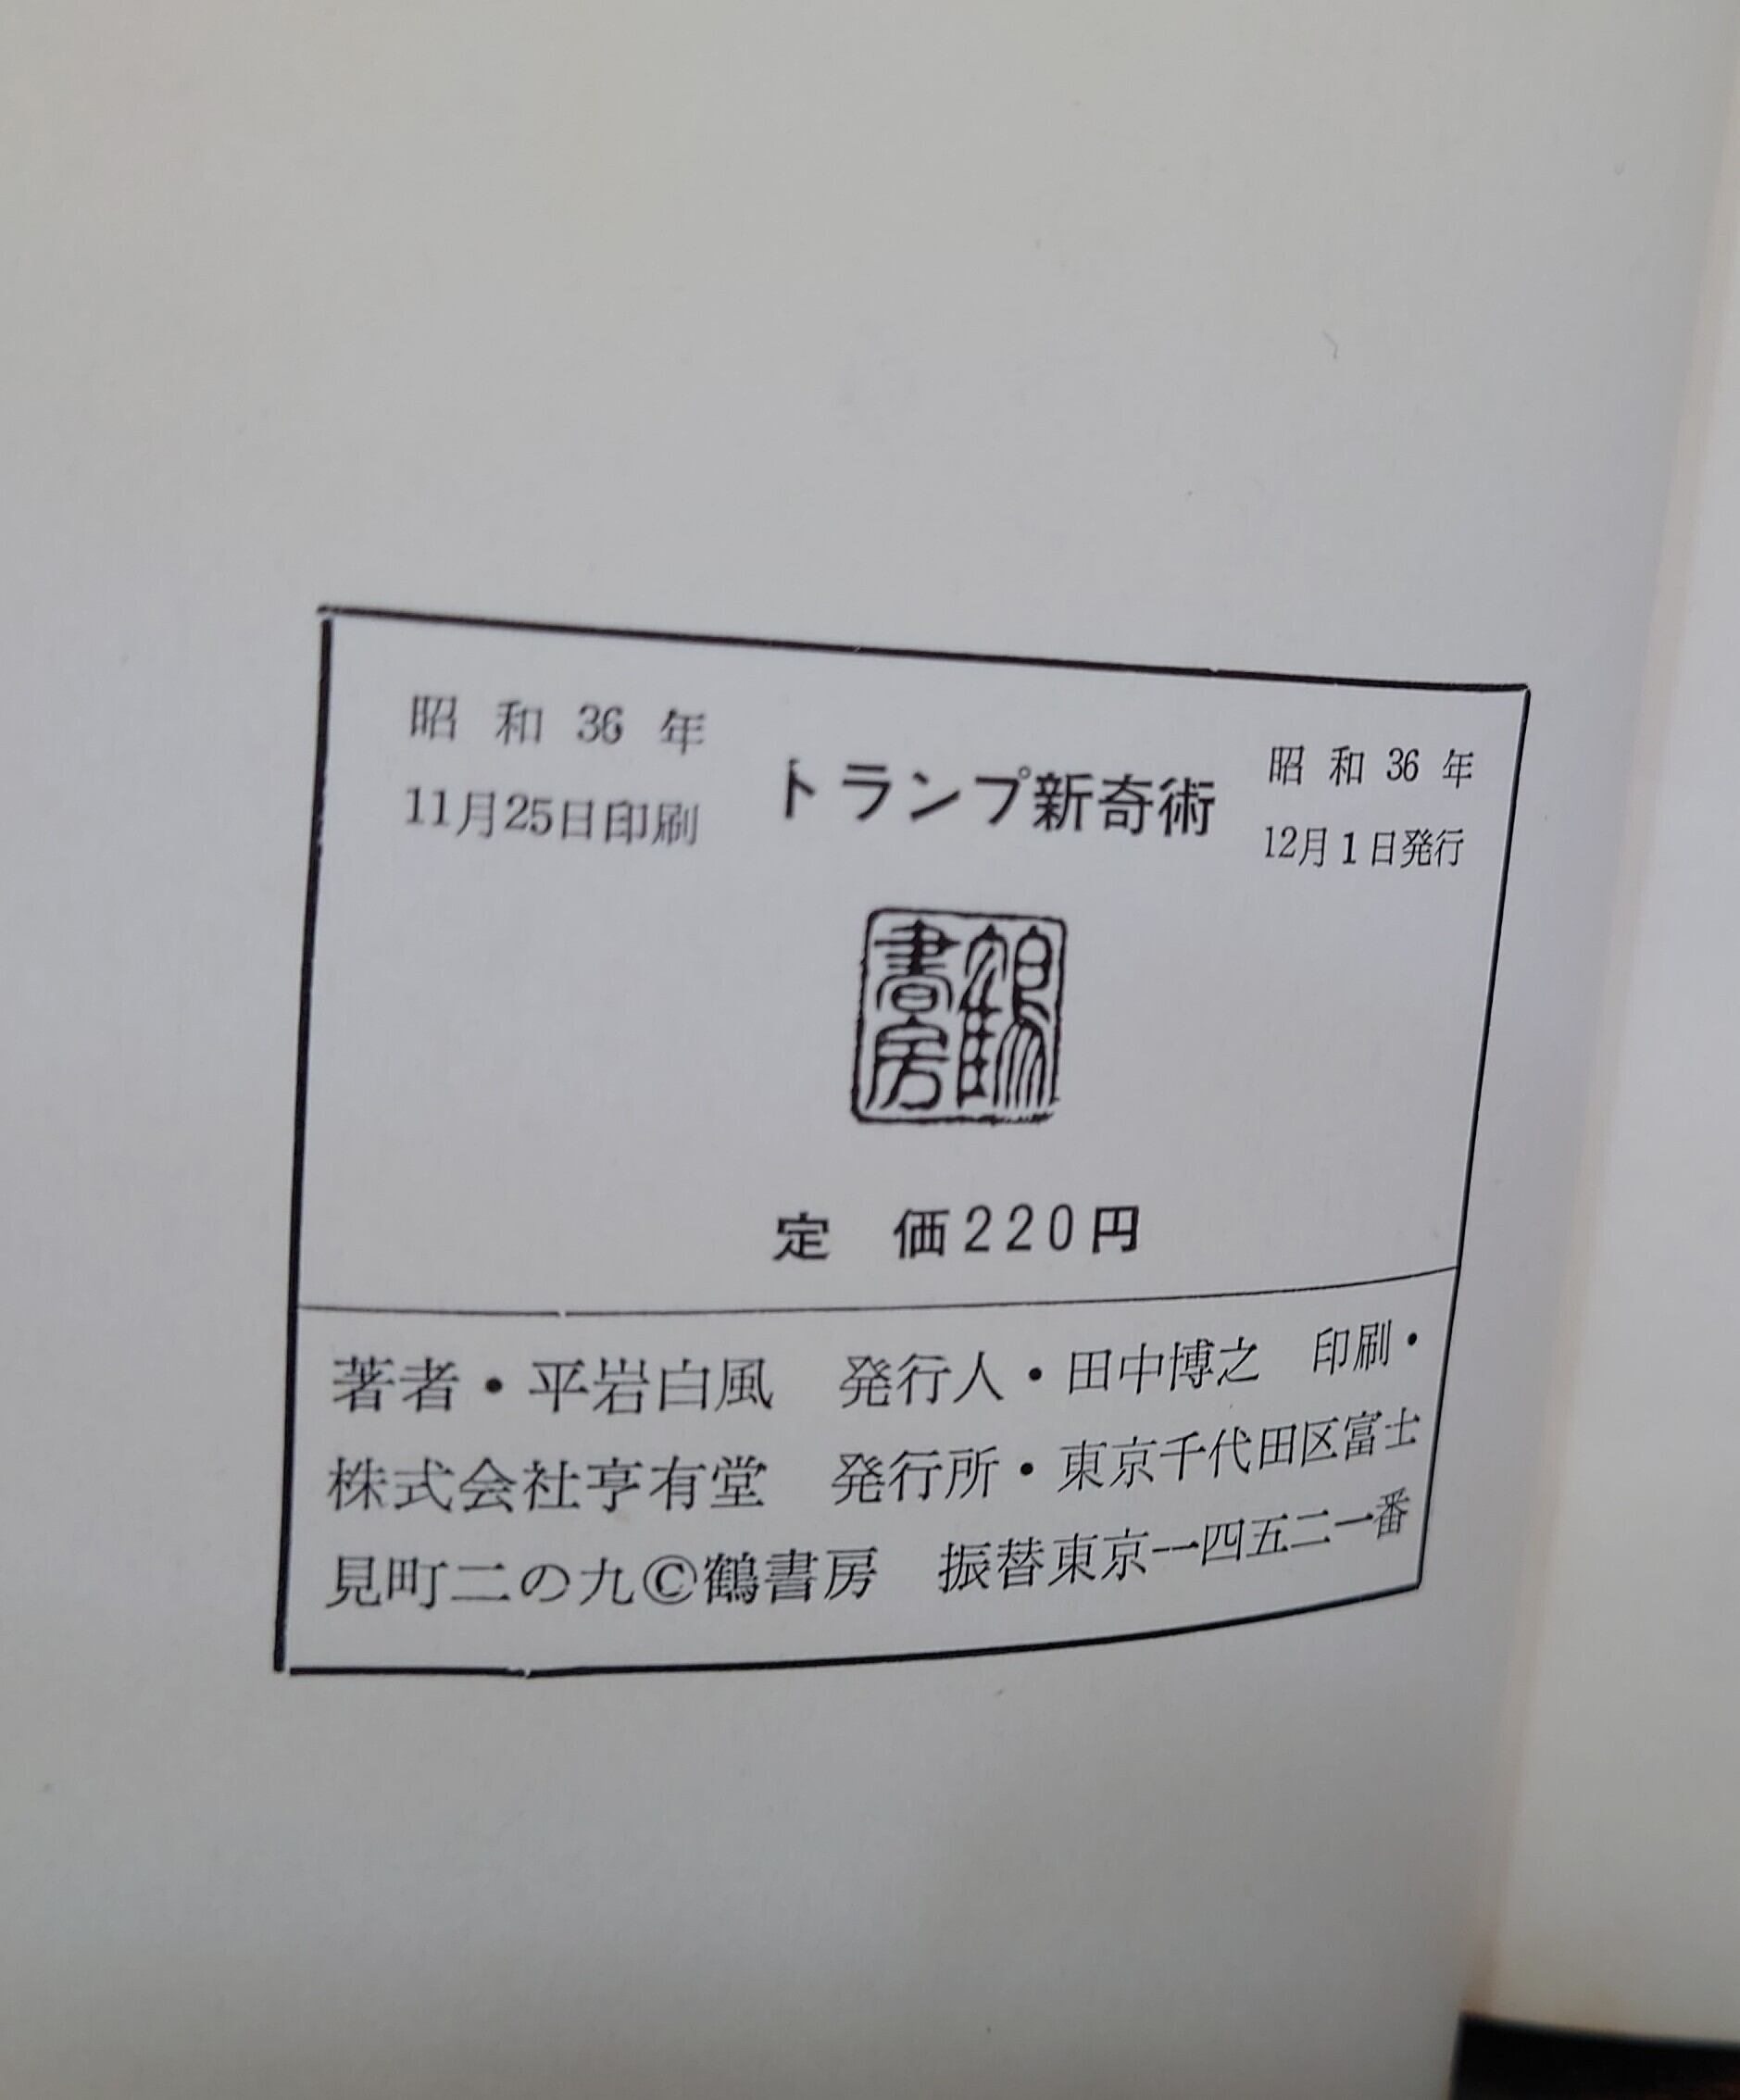 昭和36年
11月25日印刷
トランプ新奇術
昭和36年
12月1日発行
鶴書房
定　価220円
著者・平岩白風　発行人・田中博之　印刷・
株式会社亨有堂　発行所・東京千代田区富士
見町二の九©鶴書房　振替東京一四五二一番